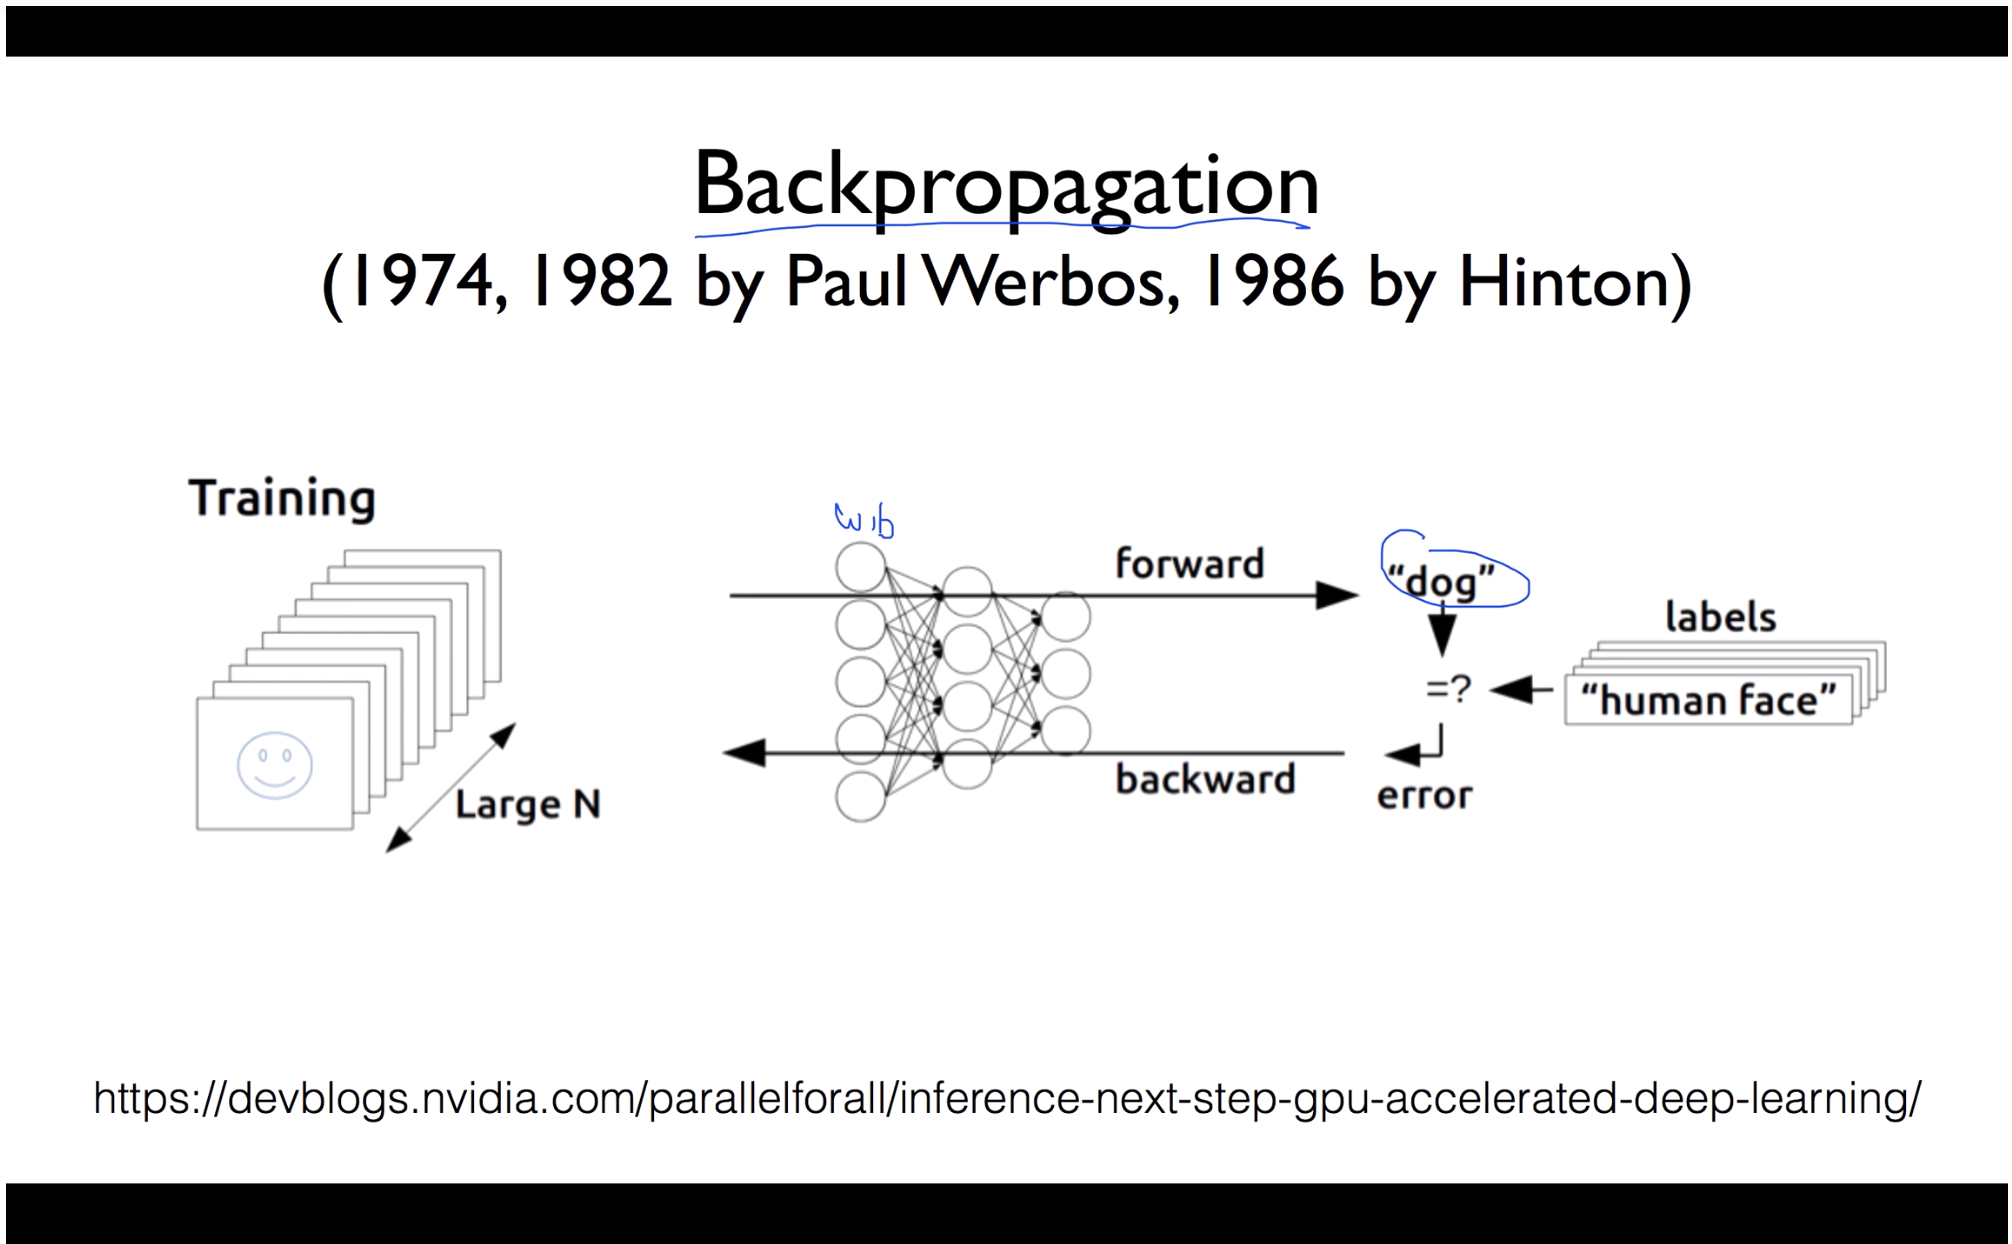 Backpropagation
(1974, 1982 by Paul Werbos, 1986 by Hinton)
Training
Large N
w,b
forward
"dog"
=?
labels
"human face"
backward
error
https://devblogs.nvidia.com/parallelforall/inference-next-step-gpu-accelerated-deep-learning/